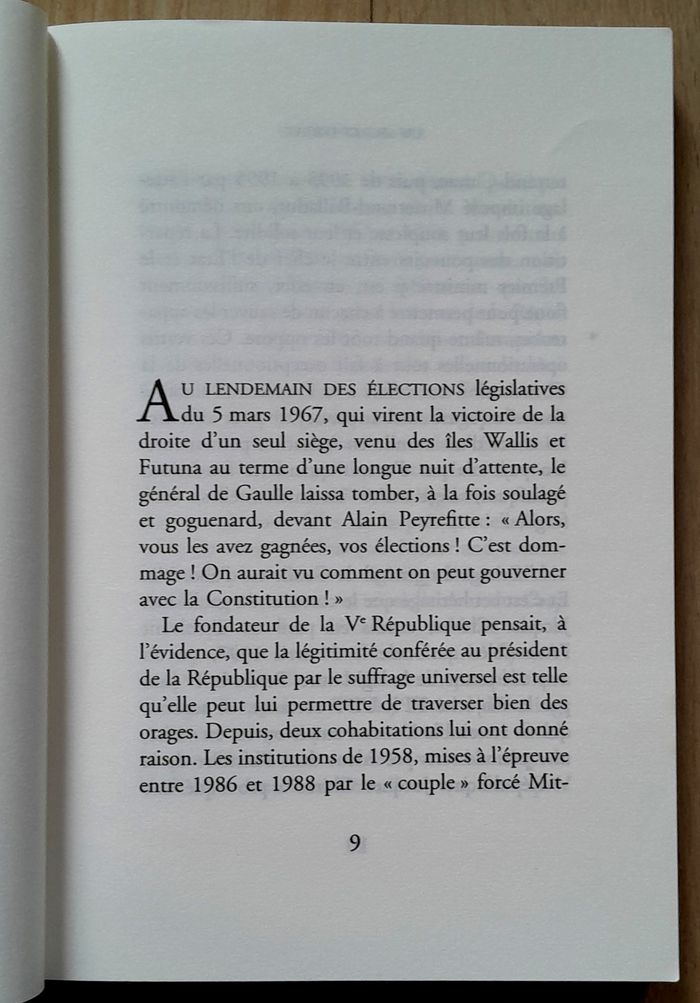 AU LENDEMAIN DES ÉLECTIONS législatives
du 5 mars 1967, qui virent la victoire de la
droite d'un seul siège, venu des îles Wallis et
Futuna au terme d'une longue nuit d'attente, le
général de Gaulle laissa tomber, à la fois soulagé
et goguenard, devant Alain Peyrefitte : « Alors,
vous les avez gagnées, vos élections ! C'est dom-
mage ! On aurait vu comment on peut gouverner
avec la Constitution ! »
Le fondateur de la Ve République pensait, à
l'évidence, que la légitimité conférée au président
de la République par le suffrage universel est telle
qu'elle peut lui permettre de traverser bien des
orages. Depuis, deux cohabitations lui ont donné
raison. Les institutions de 1958, mises à l'épreuve
entre 1986 et 1988 par le « couple » forcé Mit-
9